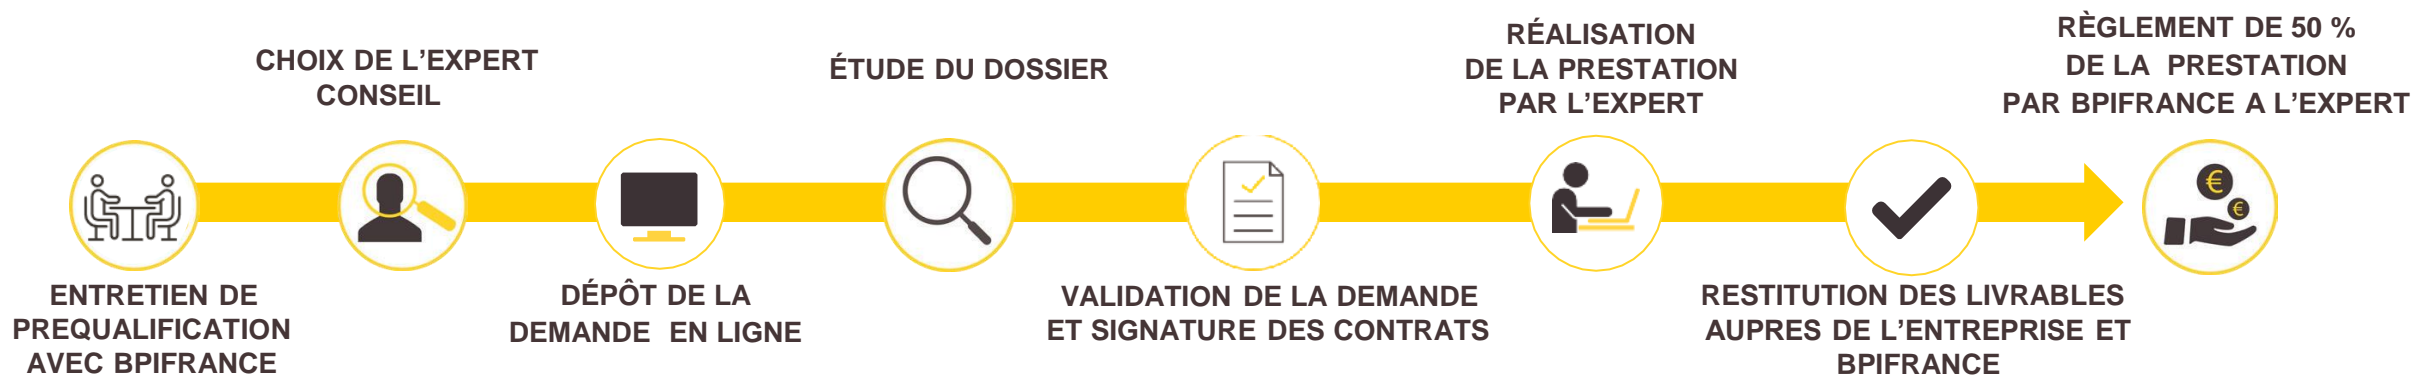 ENTRETIEN DE
PREQUALIFICATION
AVEC BPIFRANCE
CHOIX DE L’EXPERT
CONSEIL
DÉPÔT DE LA
DEMANDE EN LIGNE
ÉTUDE DU DOSSIER
VALIDATION DE LA DEMANDE
ET SIGNATURE DES CONTRATS
RÉALISATION
DE LA PRESTATION
PAR L’EXPERT
RESTITUTION DES LIVRABLES
AUPRES DE L’ENTREPRISE ET
BPIFRANCE
RÈGLEMENT DE 50 %
DE LA PRESTATION
PAR BPIFRANCE A L’EXPERT
€
€